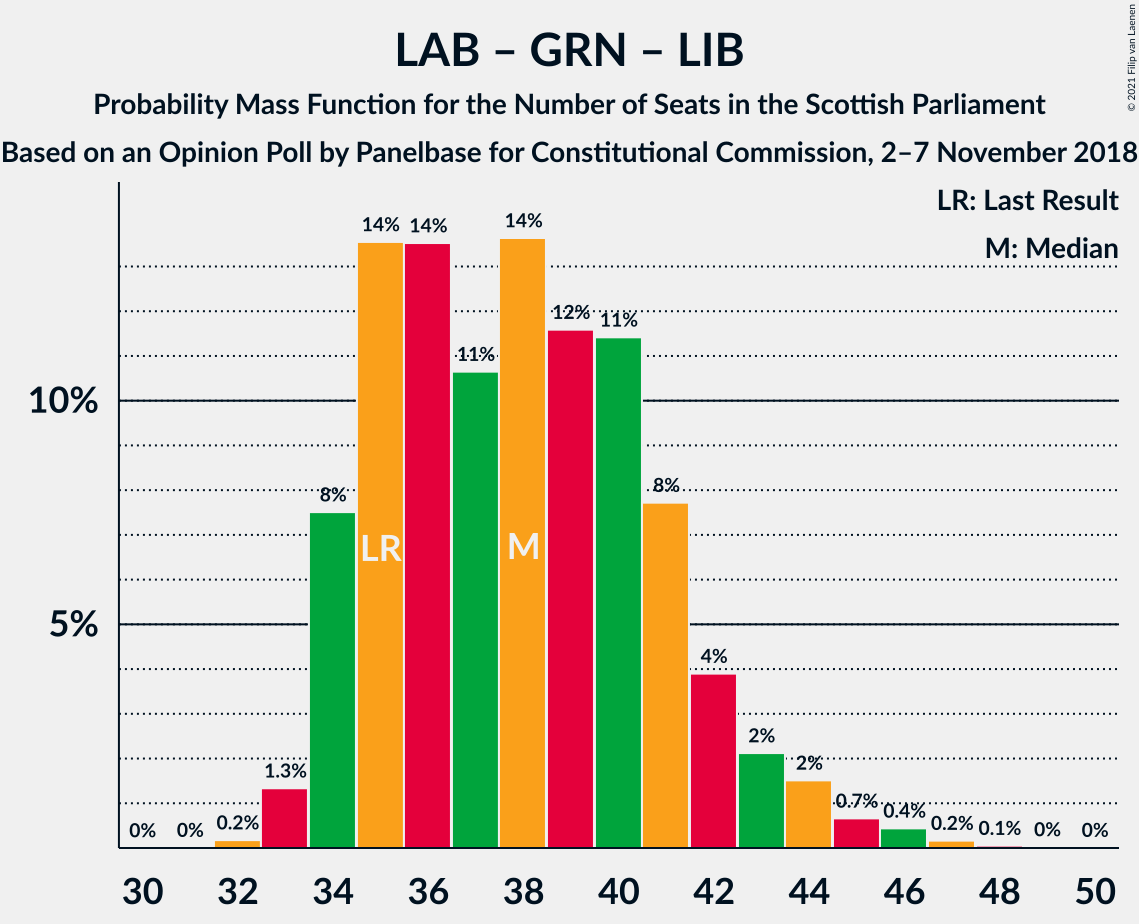 LAB – GRN – LIB
Probability Mass Function for the Number of Seats in the Scottish Parliament
Based on an Opinion Poll by Panelbase for Constitutional Commission, 2–7 November 2018
© 2021 Filip van Laenen
LR: Last Result
M: Median
10%
5%
0%
0%
0.2%
1.3%
8%
14%
14%
11%
14%
12%
11%
8%
4%
2%
2%
0.7%
0.4%
0.2%
0.1%
0%
0%
LR
M
30 32 34 36 38 40 42 44 46 48 50